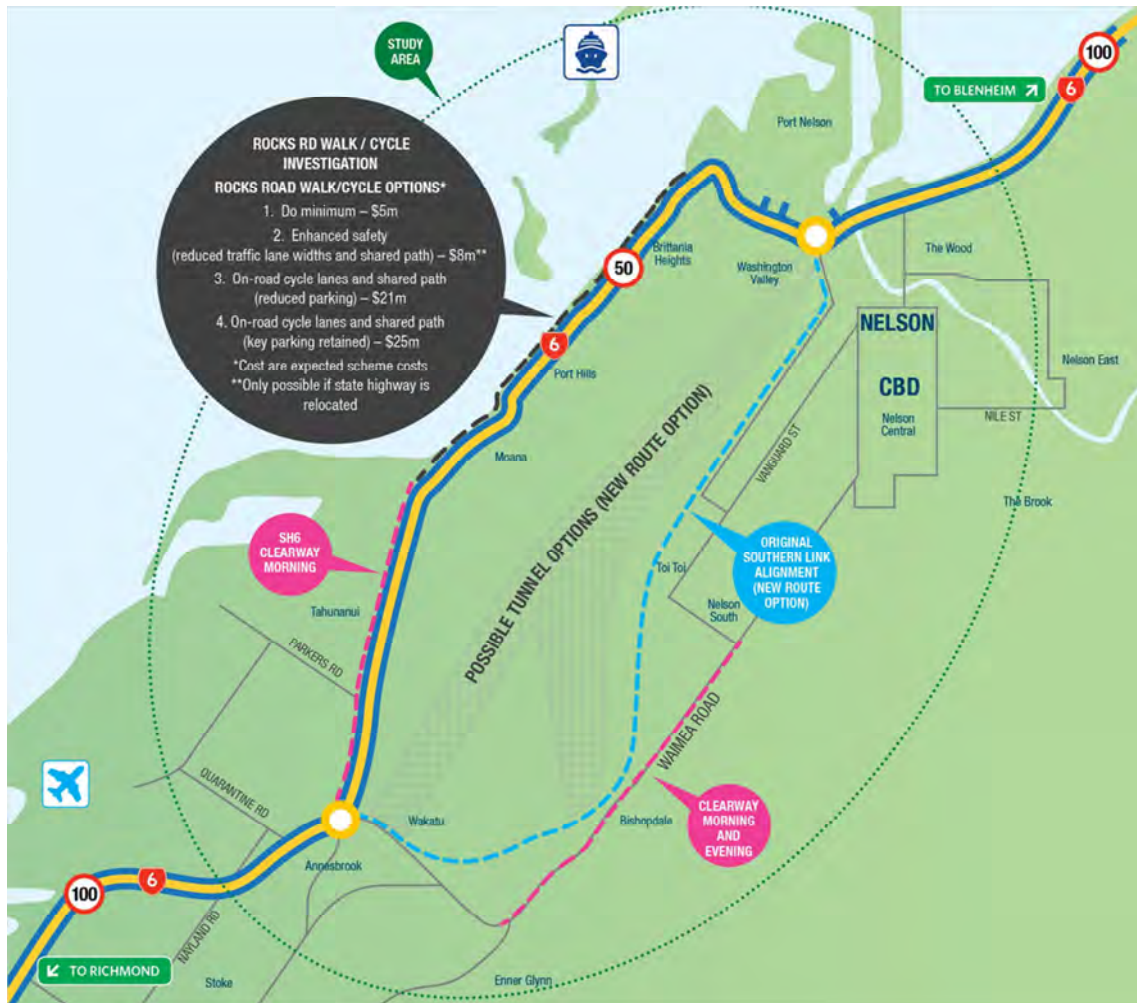 STUDY
AREA
100
TO BLENHEIM
6
Port Nelson
ROCKS RD WALK / CYCLE
INVESTIGATION
ROCKS ROAD WALK/CYCLE OPTIONS*
1. Do minimum – $5m
2. Enhanced safety
(reduced traffic lane widths and shared path) – $8m**
3. On-road cycle lanes and shared path
(reduced parking) – $21m
4. On-road cycle lanes and shared path
(key parking retained) – $25m
*Cost are expected scheme costs
**Only possible if state highway is
relocated
Brittania
Heights
50
Washington
Valley
The Wood
6
Port Hills
NELSON
CBD
Nelson
Central
Nelson East
NILE ST
VANGUARD ST
The Brook
Moana
POSSIBLE TUNNEL OPTIONS (NEW ROUTE OPTION)
SH6
CLEARWAY
MORNING
ORIGINAL
SOUTHERN LINK
ALIGNMENT
(NEW ROUTE
OPTION)
Toi Toi
Nelson
South
Tahunanui
PARKERS RD
WAIMEA ROAD
QUARANTINE RD
Wakatu
Bishopdale
CLEARWAY
MORNING
AND
EVENING
Annesbrook
100
6
NAYLAND RD
TO RICHMOND
Stoke
Enner Glynn